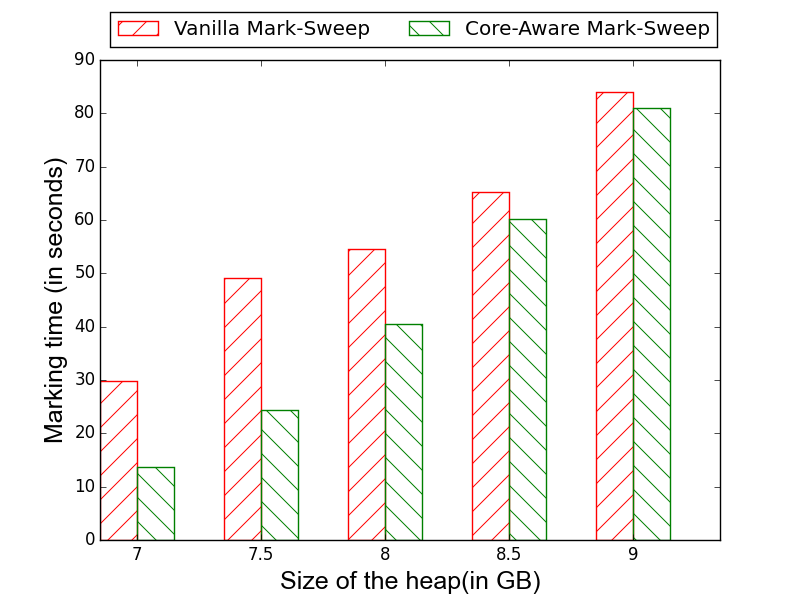 Vanilla Mark-Sweep Core-Aware Mark-Sweep
90
80
70
60
50
40
30
20
10
0
Marking time (in seconds)
7 7.5 8 8.5 9
Size of the heap(in GB)